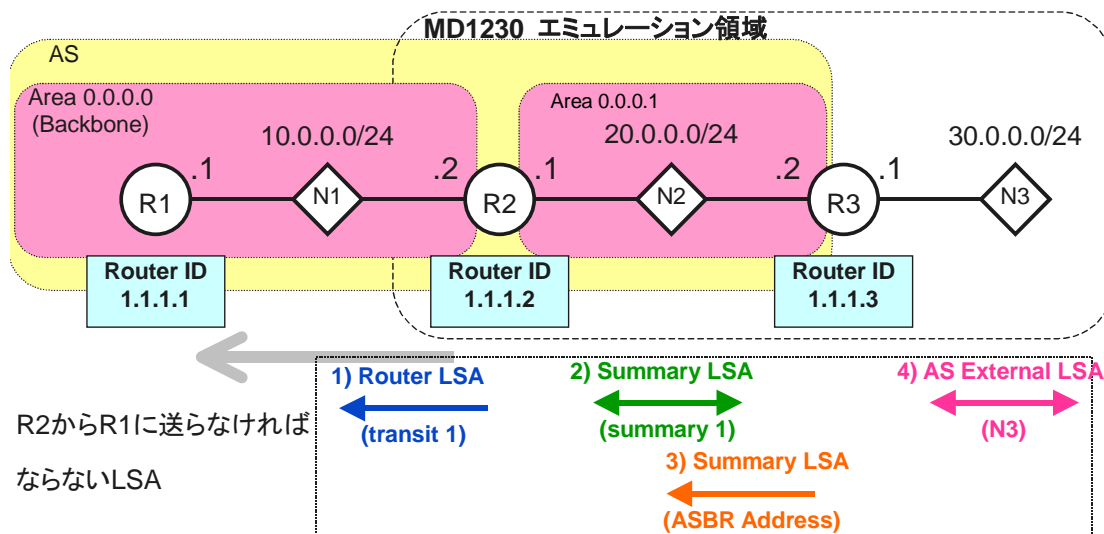 MD1230 エミュレーション領域
AS
Area 0.0.0.0
(Backbone)
Area 0.0.0.1
10.0.0.0/24
20.0.0.0/24
30.0.0.0/24
R1
.1
N1
.2
R2
.1
N2
.2
R3
.1
N3
Router ID
1.1.1.1
Router ID
1.1.1.2
Router ID
1.1.1.3
R2からR1に送らなければ
ならないLSA
1) Router LSA
(transit 1)
2) Summary LSA
(summary 1)
3) Summary LSA
(ASBR Address)
4) AS External LSA
(N3)